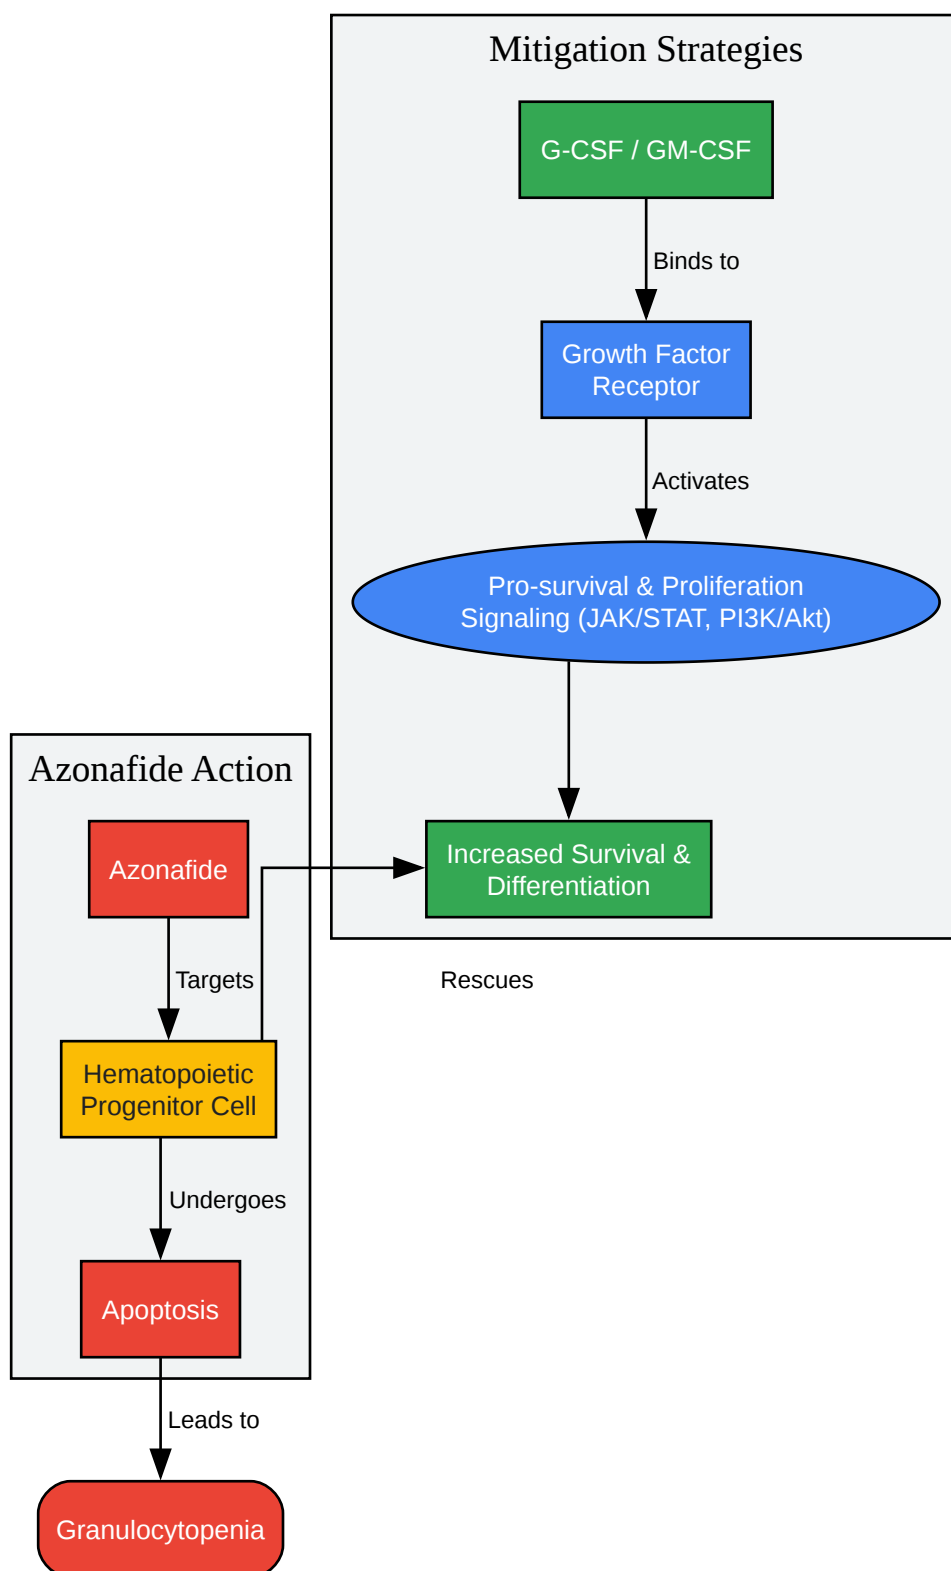 Mitigation Strategies
G-CSF / GM-CSF
Binds to
Growth Factor
Receptor
Activates
Pro-survival & Proliferation
Signaling (JAK/STAT, PI3K/Akt)
Increased Survival &
Differentiation
Rescues
Azonafide Action
Azonafide
Targets
Hematopoietic
Progenitor Cell
Undergoes
Apoptosis
Leads to
Granulocytopenia